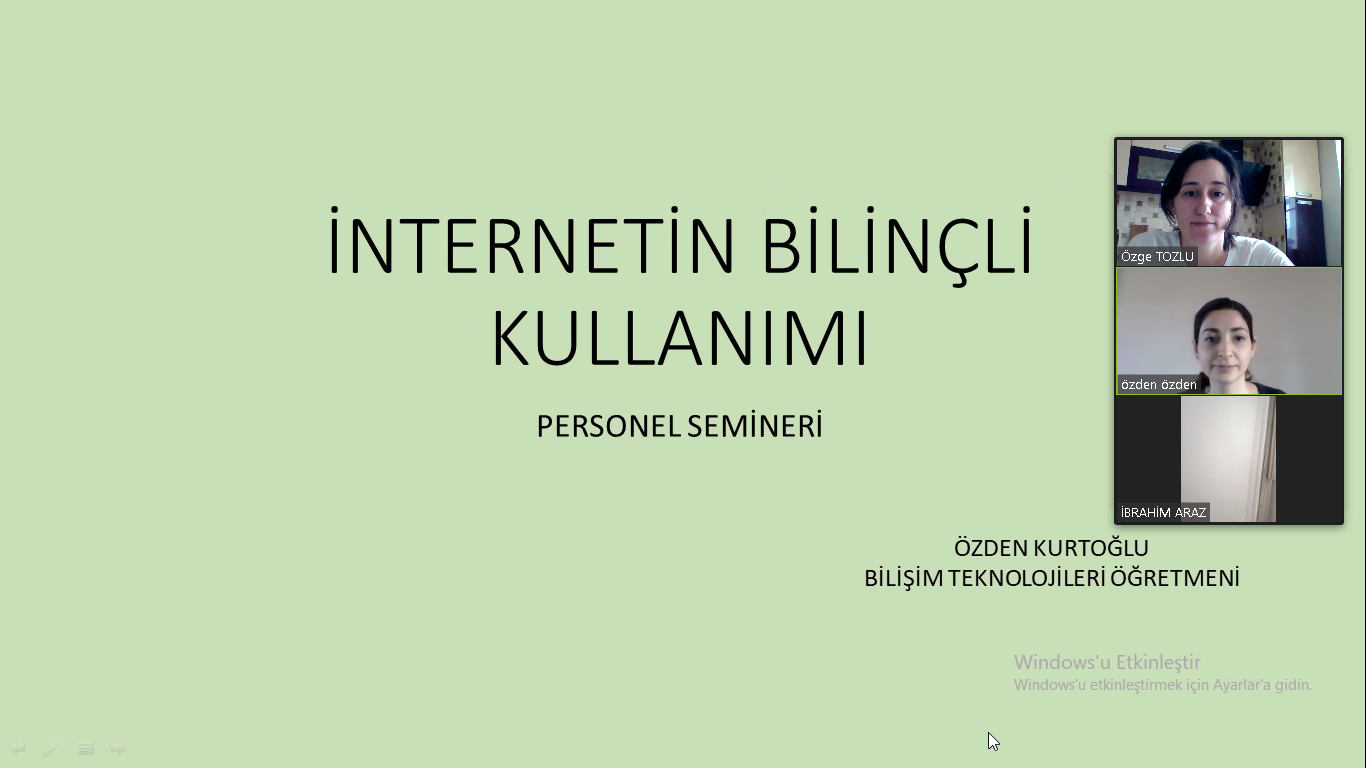 İNTERNETİN BİLİNÇLİ
KULLANIMI
PERSONEL SEMİNERİ
Özge TOZLU
özden özden
İBRAHİM ARAZ
ÖZDEN KURTOĞLU
BİLİŞİM TEKNOLOJİLERİ ÖĞRETMENİ
Windows'u Etkinleştir
Windows'u etkinleştirmek için Ayarlar'a gidin.